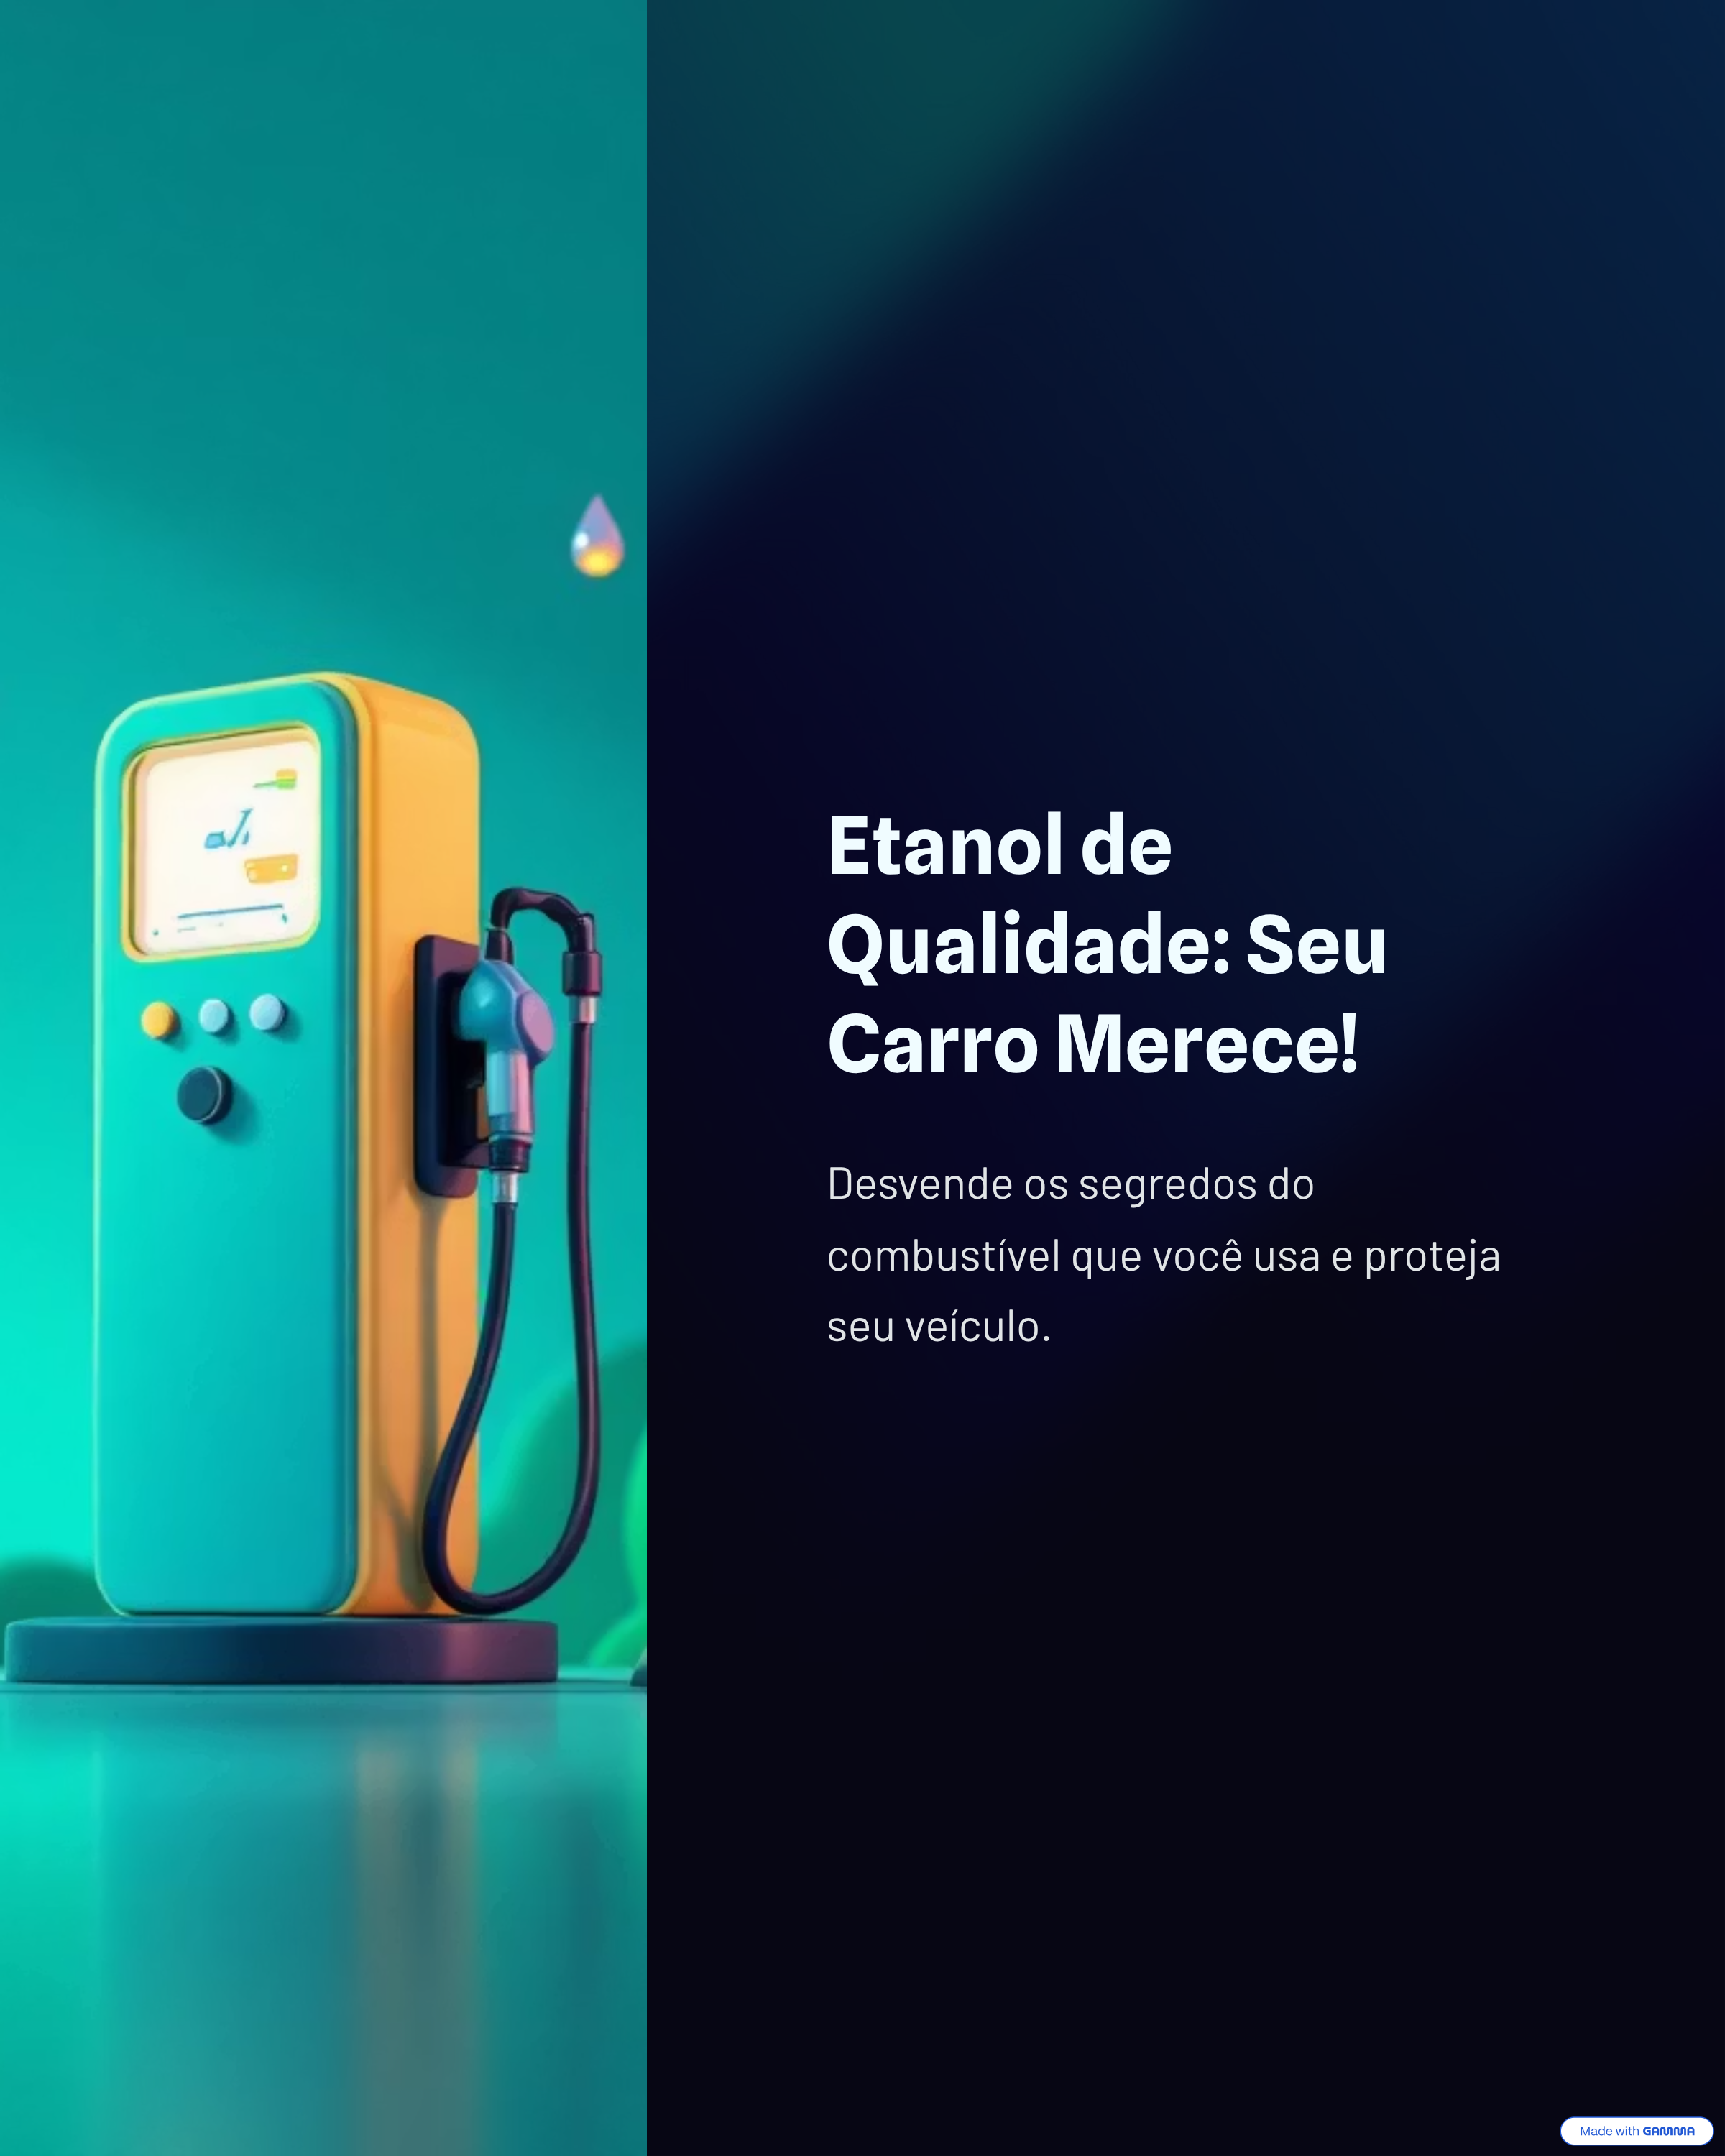 Etanol de
Qualidade: Seu
Carro Merece!
Desvende os segredos do
combustível que você usa e proteja
seu veículo.
Made with GAMMA